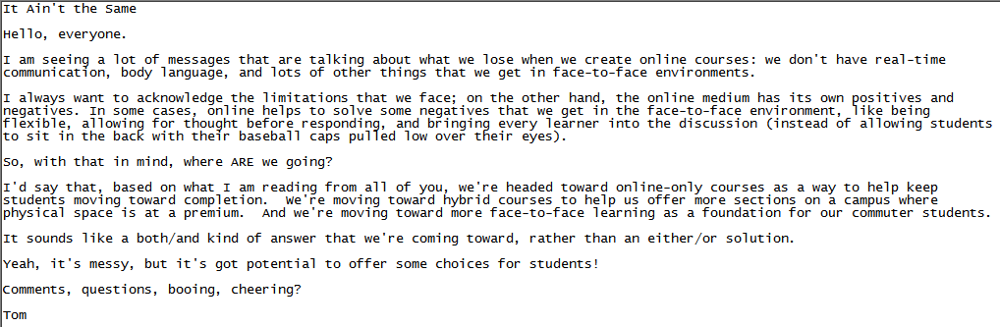 It Ain't the Same
Hello, everyone.
I am seeing a lot of messages that are talking about what we lose when we create online courses: we don't have real-time
communication, body language, and lots of other things that we get in face-to-face environments.
I always want to acknowledge the limitations that we face; on the other hand, the online medium has its own positives and
negatives. In some cases, online helps to solve some negatives that we get in the face-to-face environment, like being
flexible, allowing for thought before responding, and bringing every learner into the discussion (instead of allowing students
to sit in the back with their baseball caps pulled low over their eyes).
So, with that in mind, where ARE we going?
I'd say that, based on what I am reading from all of you, we're headed toward online-only courses as a way to help keep
students moving toward completion.  We're moving toward hybrid courses to help us offer more sections on a campus where
physical space is at a premium.  And we're moving toward more face-to-face learning as a foundation for our commuter students.
It sounds like a both/and kind of answer that we're coming toward, rather than an either/or solution.
Yeah, it's messy, but it's got potential to offer some choices for students!
Comments, questions, booing, cheering?
Tom